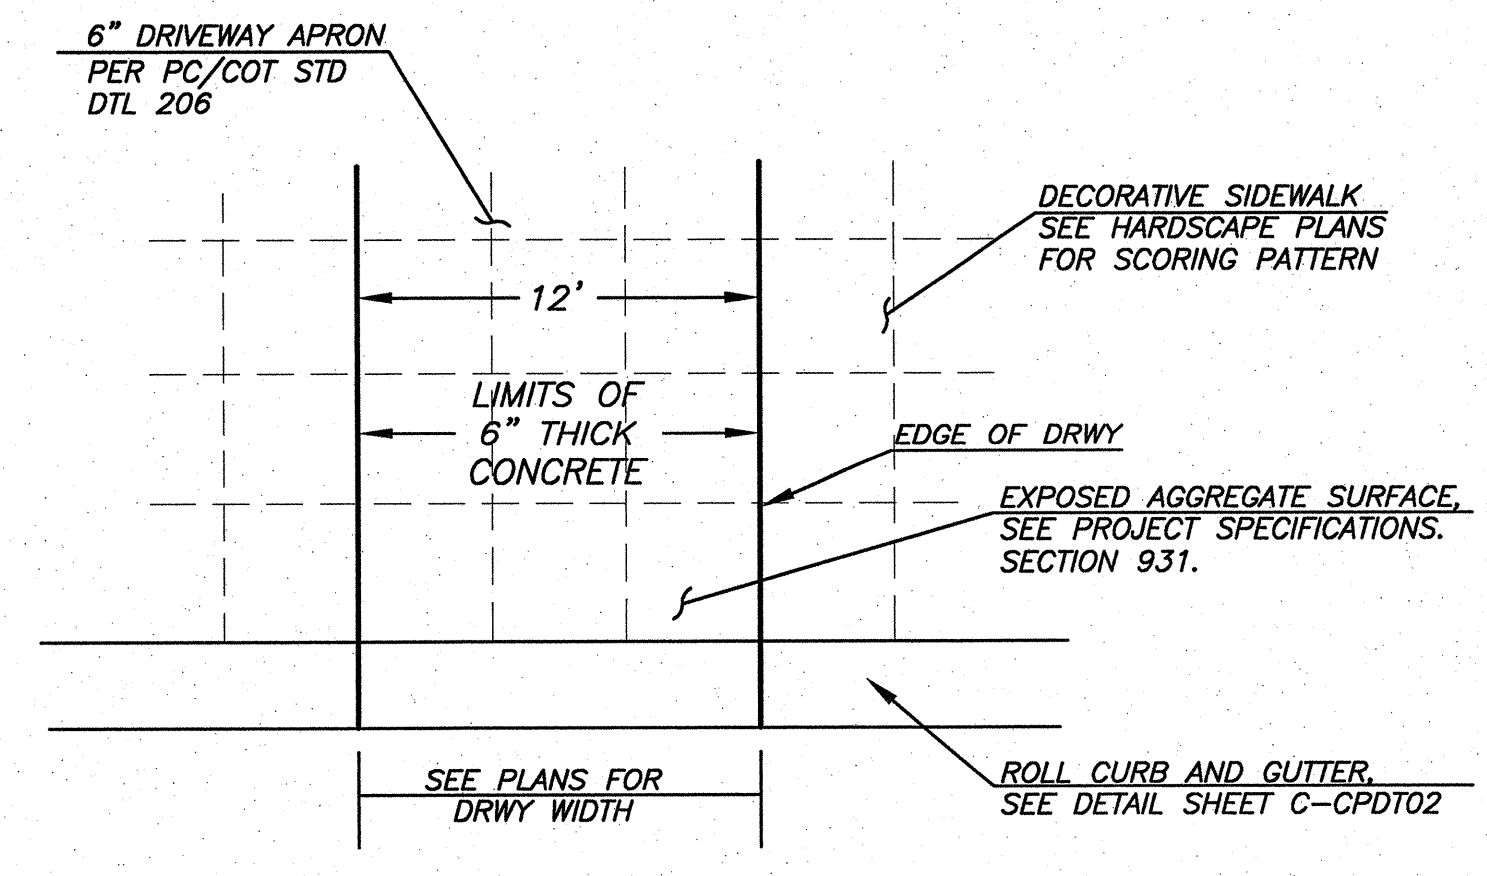 6” DRIVEWAY APRON
PER PC/COT STD
DTL 206
DECORATIVE SIDEWALK
SEE HARDSCAPE PLANS
FOR SCORING PATTERN
12’
LIMITS OF
6” THICK
CONCRETE
EDGE OF DRWY
EXPOSED AGGREGATE SURFACE,
SEE PROJECT SPECIFICATIONS.
SECTION 931.
SEE PLANS FOR
DRWY WIDTH
ROLL CURB AND GUTTER,
SEE DETAIL SHEET C-CPDT02